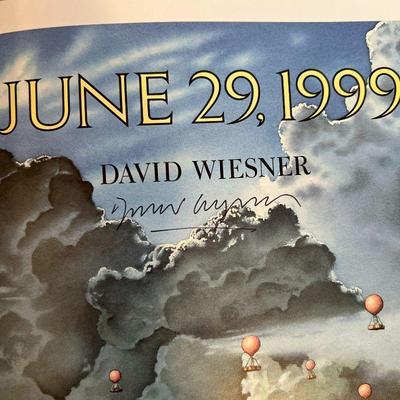 JUNE 29, 1999
DAVID WIESNER